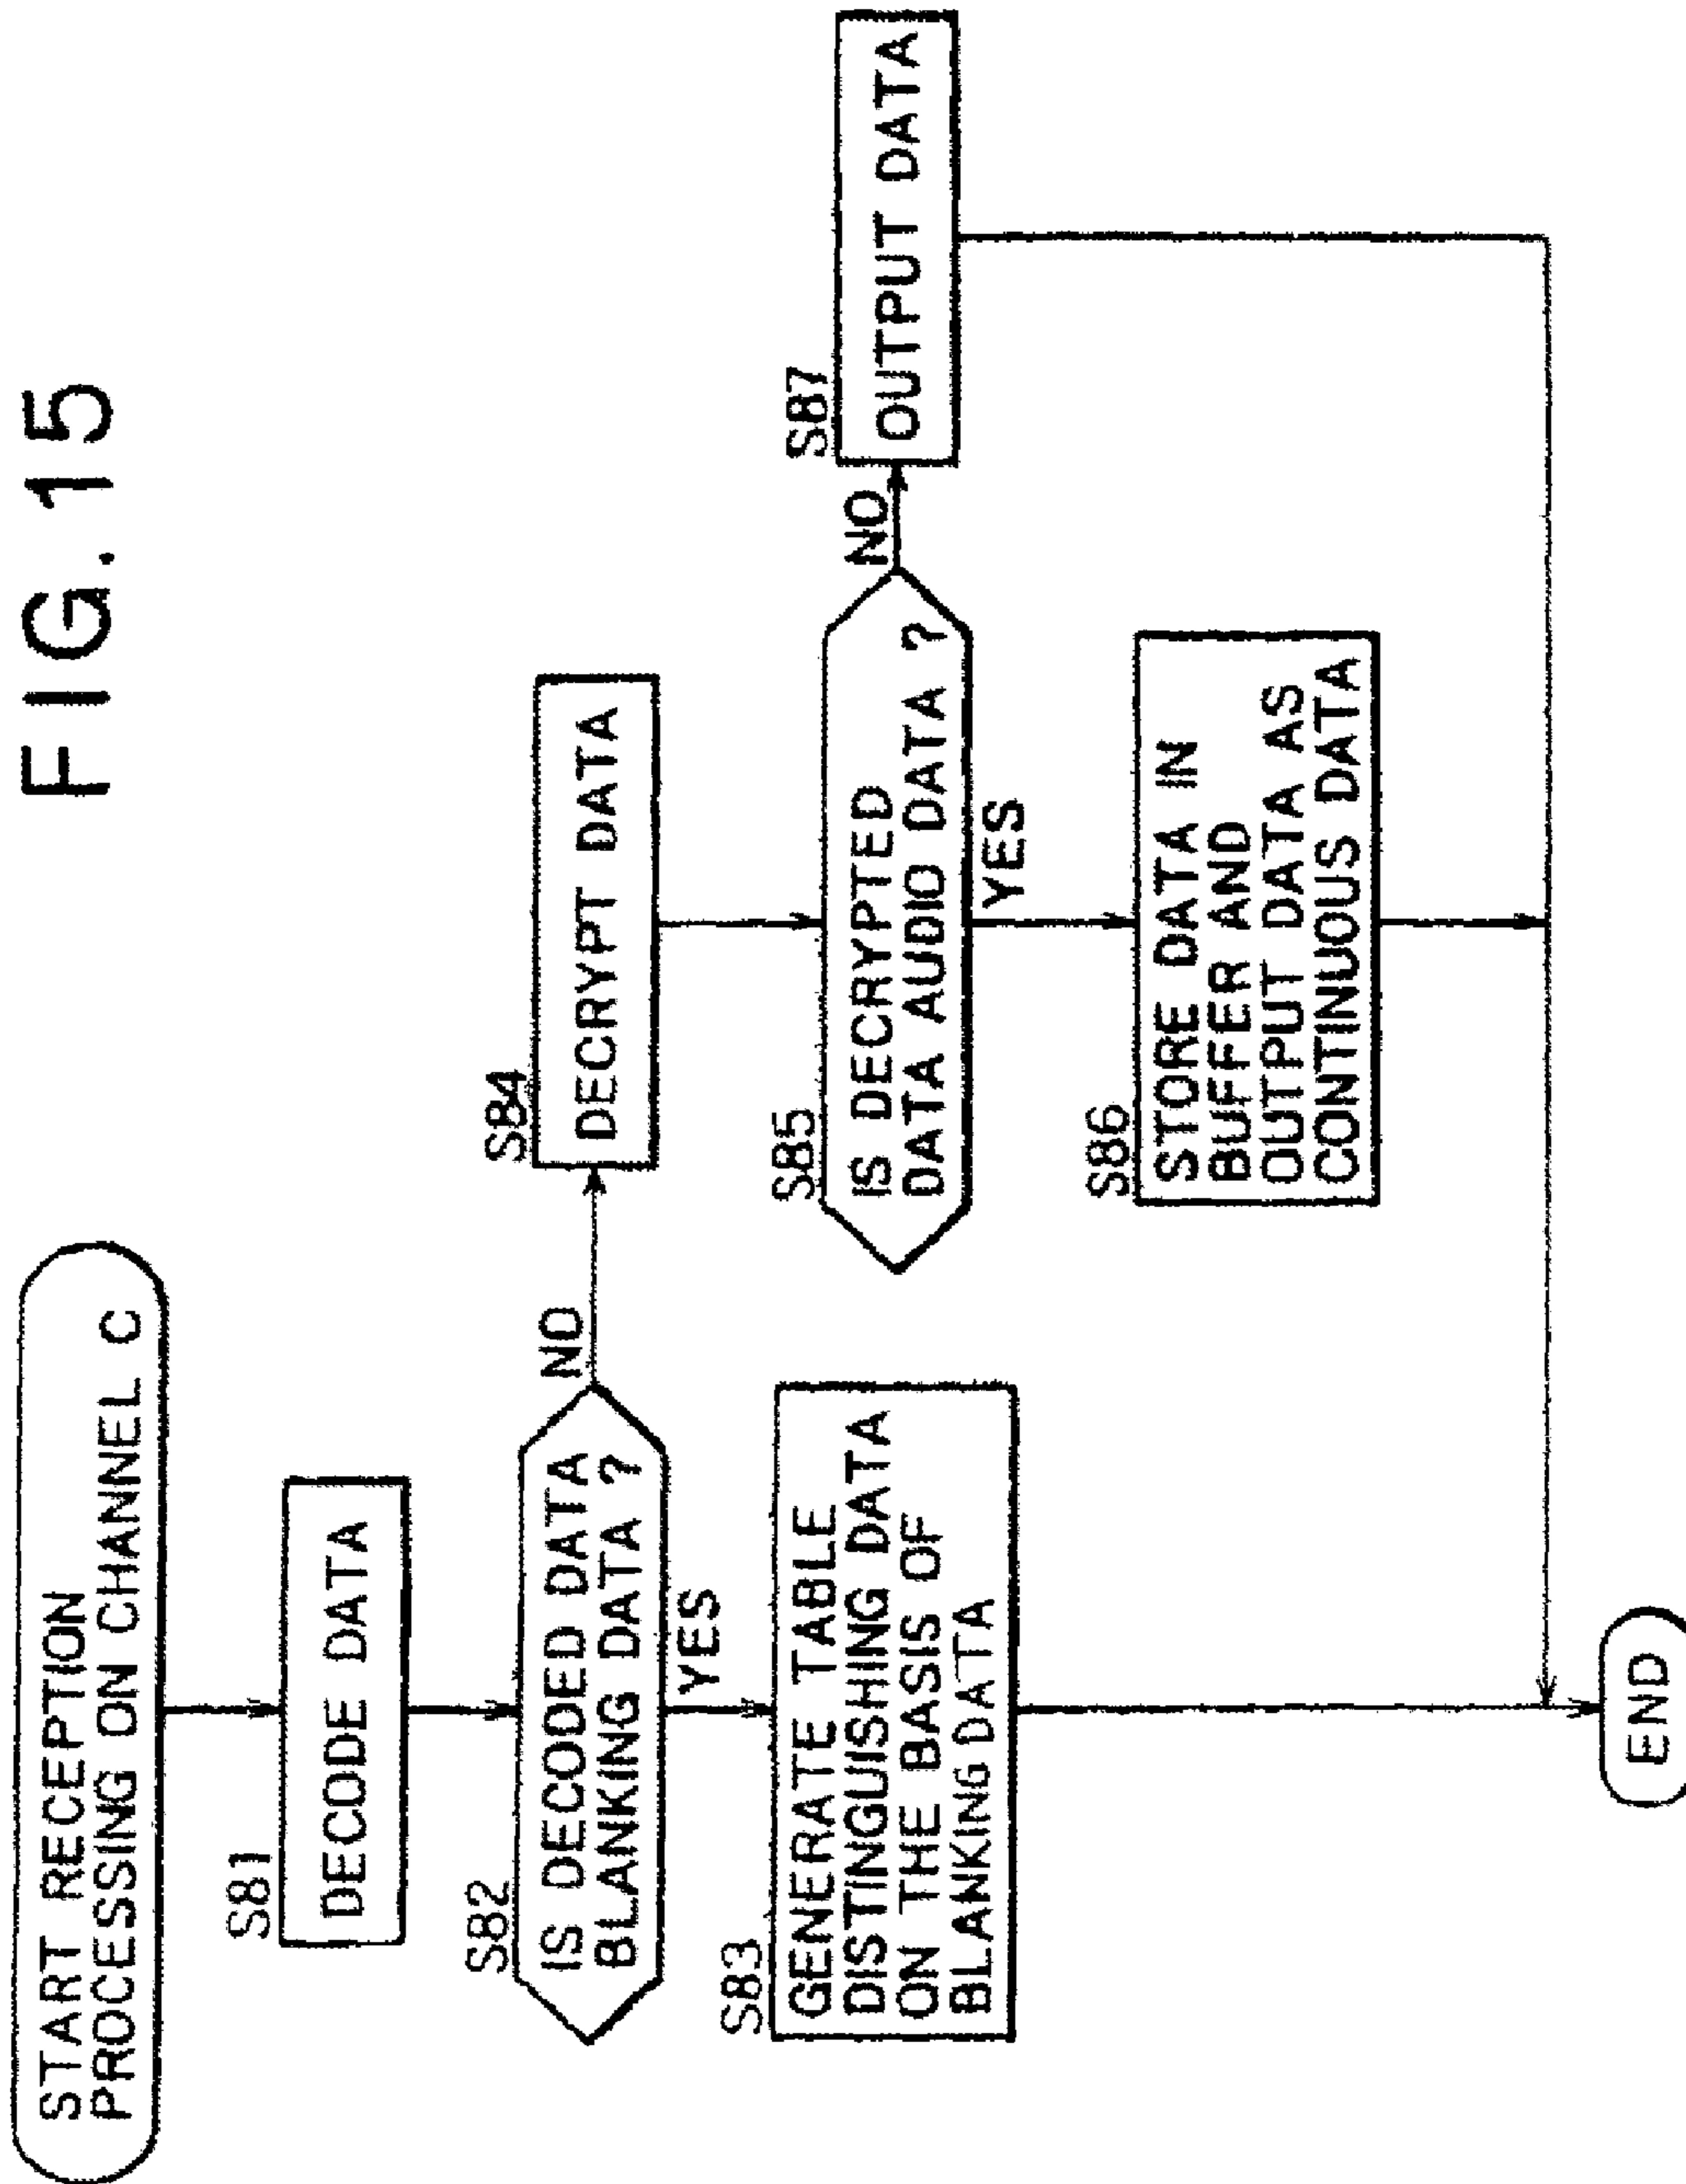 FIG. 15
START RECEPTION
PROCESSING ON CHANNEL C
S81
DECODE DATA
S82
IS DECODED DATA
BLANKING DATA ?
NO
YES
S83
GENERATE TABLE
DISTINGUISHING DATA
ON THE BASIS OF
BLANKING DATA
S84
DECRYPT DATA
S85
IS DECRYPTED
DATA AUDIO DATA ?
NO
YES
S86
STORE DATA IN
BUFFER AND
OUTPUT DATA AS
CONTINUOUS DATA
S87
OUTPUT DATA
END